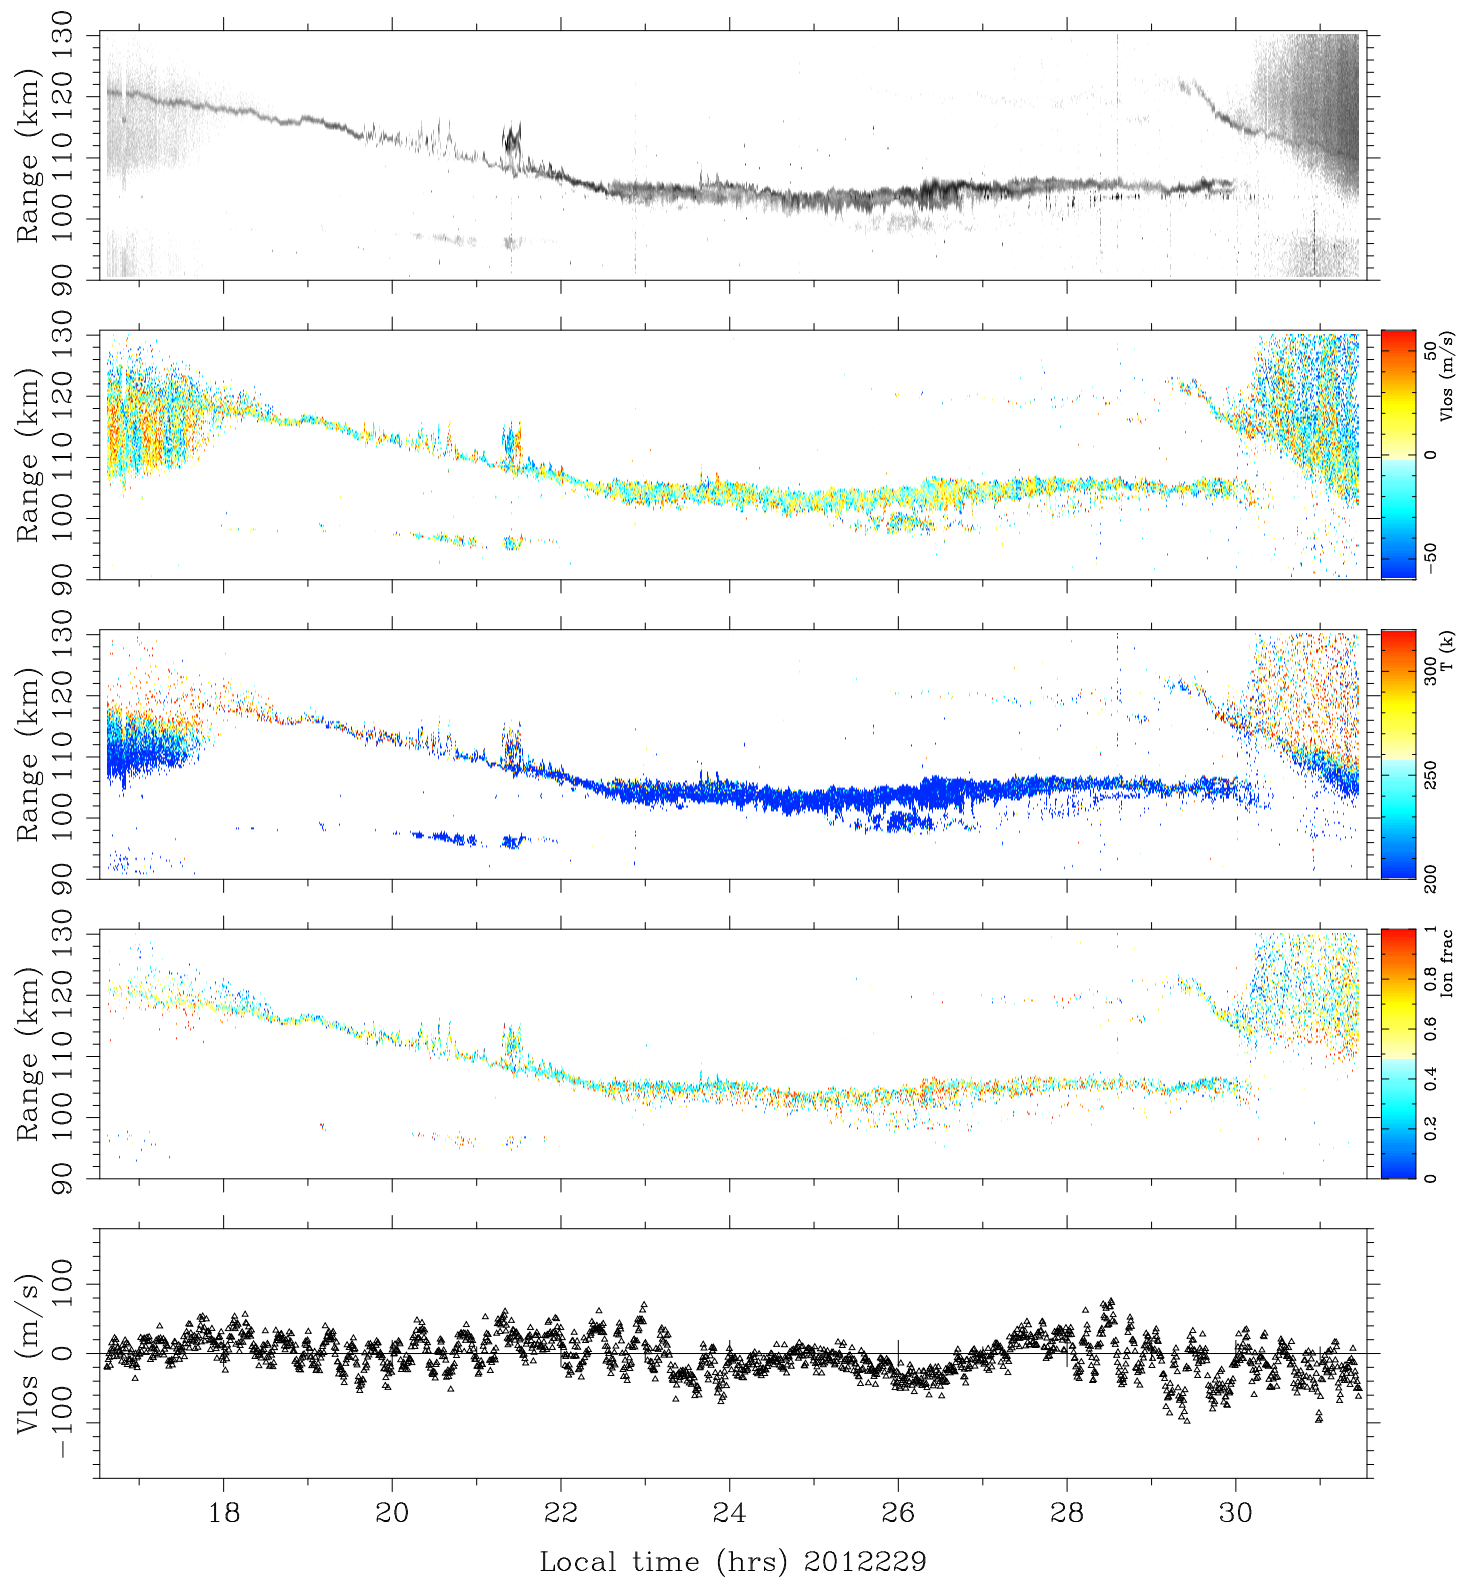 Range (km)
90 100 110 120 130
Range (km)
90 100 110 120 130
-50 0 50
Vlos (m/s)
Range (km)
90 100 110 120 130
200 250 300
T (k)
Range (km)
90 100 110 120 130
0 0.2 0.4 0.6 0.8 1
Ion frac
Vlos (m/s)
-100 0 100
18 20 22 24 26 28 30
Local time (hrs) 2012229